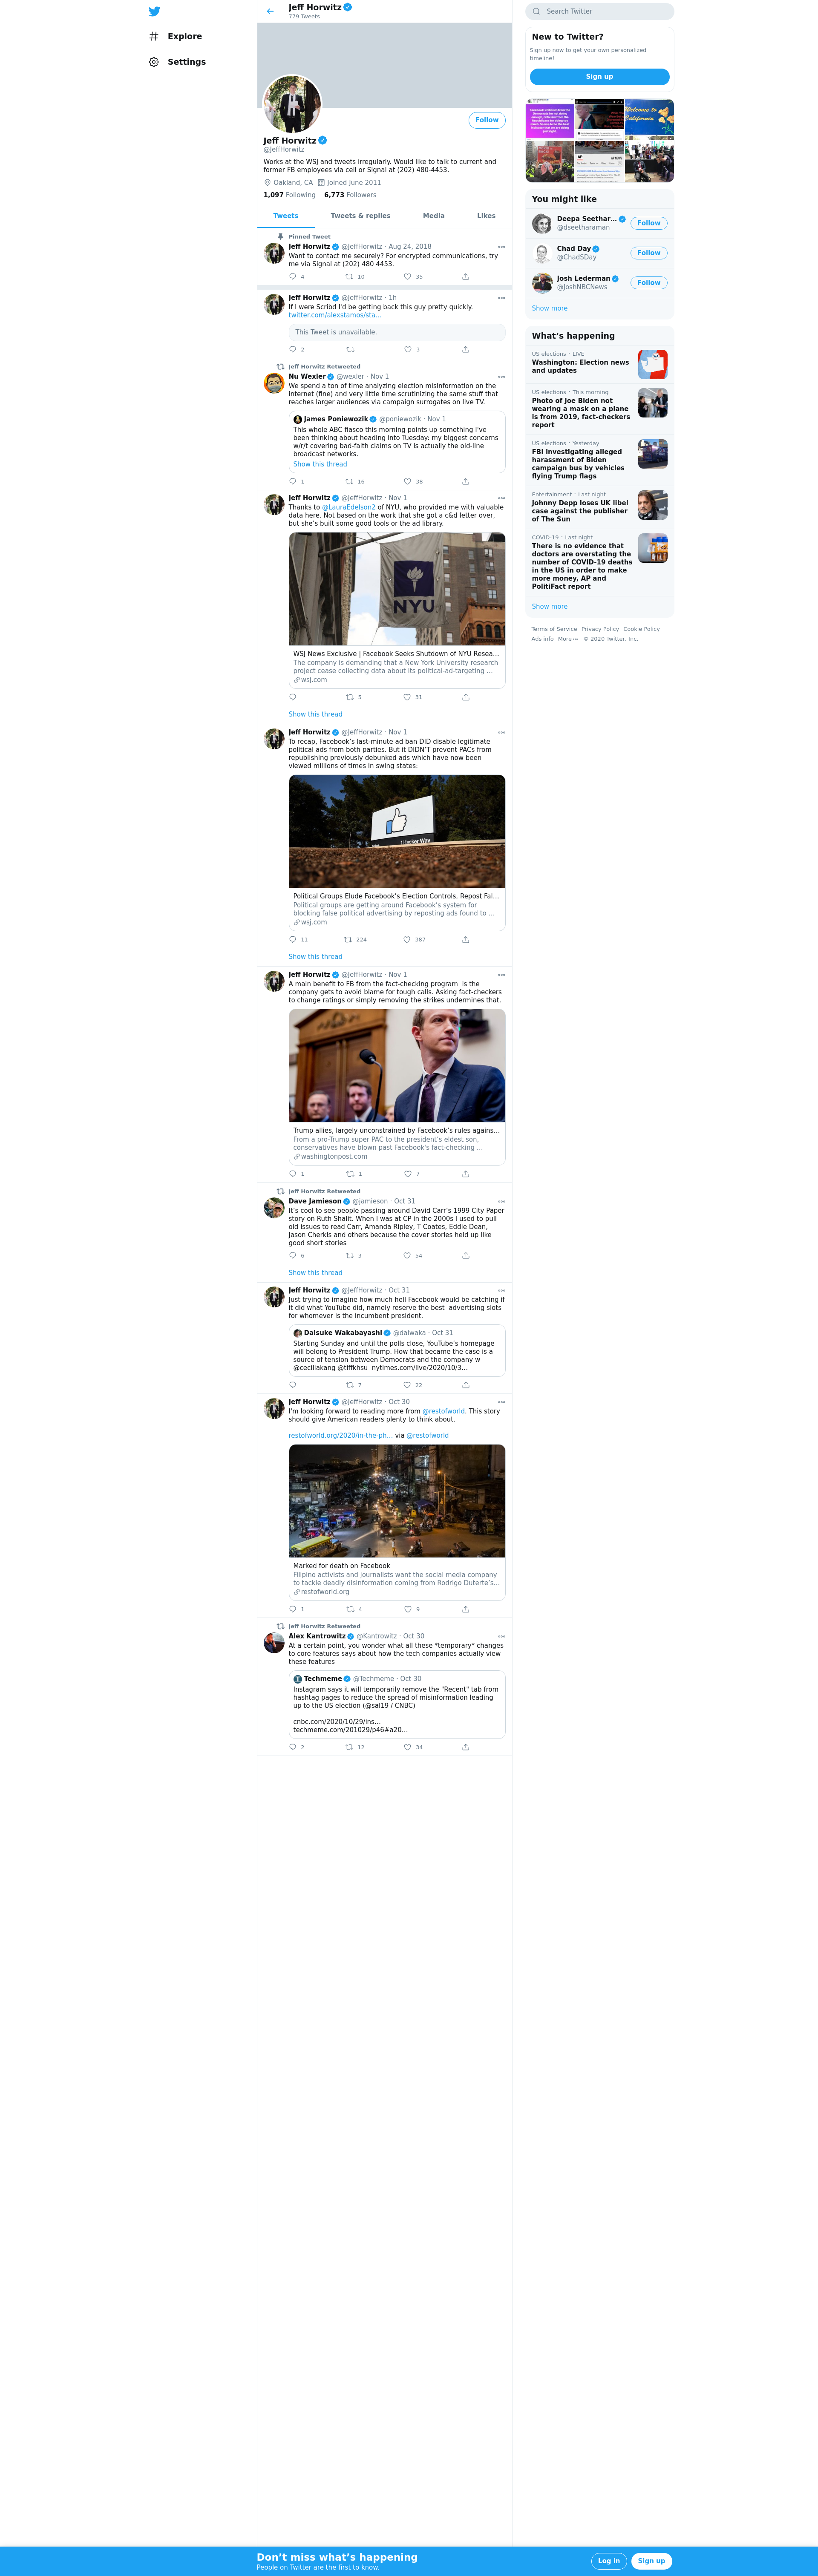 Explore
Settings
Jeff Horwitz
779 Tweets
Follow
Jeff Horwitz
@JeffHorwitz
Works at the WSJ and tweets irregularly. Would like to talk to current and
former FB employees via cell or Signal at (202) 480-4453.
Oakland, CA Joined June 2011
1,097 Following 6,773 Followers
Tweets Tweets & replies Media Likes
Pinned Tweet
Jeff Horwitz @JeffHorwitz · Aug 24, 2018
Want to contact me securely? For encrypted communications, try
me via Signal at (202) 480 4453.
4 10 35
Jeff Horwitz @JeffHorwitz · 1h
If I were Scribd I'd be getting back this guy pretty quickly.
twitter.com/alexstamos/sta…
This Tweet is unavailable.
2 3
Jeff Horwitz Retweeted
Nu Wexler @wexler · Nov 1
We spend a ton of time analyzing election misinformation on the
internet (fine) and very little time scrutinizing the same stuff that
reaches larger audiences via campaign surrogates on live TV.
James Poniewozik @poniewozik · Nov 1
This whole ABC fiasco this morning points up something I've
been thinking about heading into Tuesday: my biggest concerns
w/r/t covering bad-faith claims on TV is actually the old-line
broadcast networks.
Show this thread
1 16 38
Jeff Horwitz @JeffHorwitz · Nov 1
Thanks to @LauraEdelson2 of NYU, who provided me with valuable
data here. Not based on the work that she got a c&d letter over,
but she's built some good tools or the ad library.
NYU
WSJ News Exclusive | Facebook Seeks Shutdown of NYU Resea…
The company is demanding that a New York University research
project cease collecting data about its political-ad-targeting …
wsj.com
5 31
Show this thread
Jeff Horwitz @JeffHorwitz · Nov 1
To recap, Facebook's last-minute ad ban DID disable legitimate
political ads from both parties. But it DIDN'T prevent PACs from
republishing previously debunked ads which have now been
viewed millions of times in swing states:
Political Groups Elude Facebook's Election Controls, Repost Fal…
Political groups are getting around Facebook's system for
blocking false political advertising by reposting ads found to …
wsj.com
11 224 387
Show this thread
Jeff Horwitz @JeffHorwitz · Nov 1
A main benefit to FB from the fact-checking program is the
company gets to avoid blame for tough calls. Asking fact-checkers
to change ratings or simply removing the strikes undermines that.
Trump allies, largely unconstrained by Facebook's rules agains…
From a pro-Trump super PAC to the president's eldest son,
conservatives have blown past Facebook's fact-checking …
washingtonpost.com
1 1 7
Jeff Horwitz Retweeted
Dave Jamieson @jamieson · Oct 31
It's cool to see people passing around David Carr's 1999 City Paper
story on Ruth Shalit. When I was at CP in the 2000s I used to pull
old issues to read Carr, Amanda Ripley, T Coates, Eddie Dean,
Jason Cherkis and others because the cover stories held up like
good short stories
6 3 54
Show this thread
Jeff Horwitz @JeffHorwitz · Oct 31
Just trying to imagine how much hell Facebook would be catching if
it did what YouTube did, namely reserve the best advertising slots
for whomever is the incumbent president.
Daisuke Wakabayashi @daiwaka · Oct 31
Starting Sunday and until the polls close, YouTube's homepage
will belong to President Trump. How that became the case is a
source of tension between Democrats and the company w
@ceciliakang @tiffkhsu nytimes.com/live/2020/10/3…
7 22
Jeff Horwitz @JeffHorwitz · Oct 30
I'm looking forward to reading more from @restofworld. This story
should give American readers plenty to think about.
restofworld.org/2020/in-the-ph… via @restofworld
Marked for death on Facebook
Filipino activists and journalists want the social media company
to tackle deadly disinformation coming from Rodrigo Duterte's…
restofworld.org
1 4 9
Jeff Horwitz Retweeted
Alex Kantrowitz @Kantrowitz · Oct 30
At a certain point, you wonder what all these *temporary* changes
to core features says about how the tech companies actually view
these features
Techmeme @Techmeme · Oct 30
Instagram says it will temporarily remove the "Recent" tab from
hashtag pages to reduce the spread of misinformation leading
up to the US election (@sal19 / CNBC)
cnbc.com/2020/10/29/ins…
techmeme.com/201029/p46#a20…
2 12 34
Search Twitter
New to Twitter?
Sign up now to get your own personalized
timeline!
Sign up
Welcome to
California
You might like
Deepa Seethar…
@dseetharaman
Follow
Chad Day
@ChadSDay
Follow
Josh Lederman
@JoshNBCNews
Follow
Show more
What's happening
US elections · LIVE
Washington: Election news
and updates
US elections · This morning
Photo of Joe Biden not
wearing a mask on a plane
is from 2019, fact-checkers
report
US elections · Yesterday
FBI investigating alleged
harassment of Biden
campaign bus by vehicles
flying Trump flags
Entertainment · Last night
Johnny Depp loses UK libel
case against the publisher
of The Sun
COVID-19 · Last night
There is no evidence that
doctors are overstating the
number of COVID-19 deaths
in the US in order to make
more money, AP and
PolitiFact report
Show more
Terms of Service Privacy Policy Cookie Policy
Ads info More © 2020 Twitter, Inc.
Don't miss what's happening
People on Twitter are the first to know.
Log in
Sign up